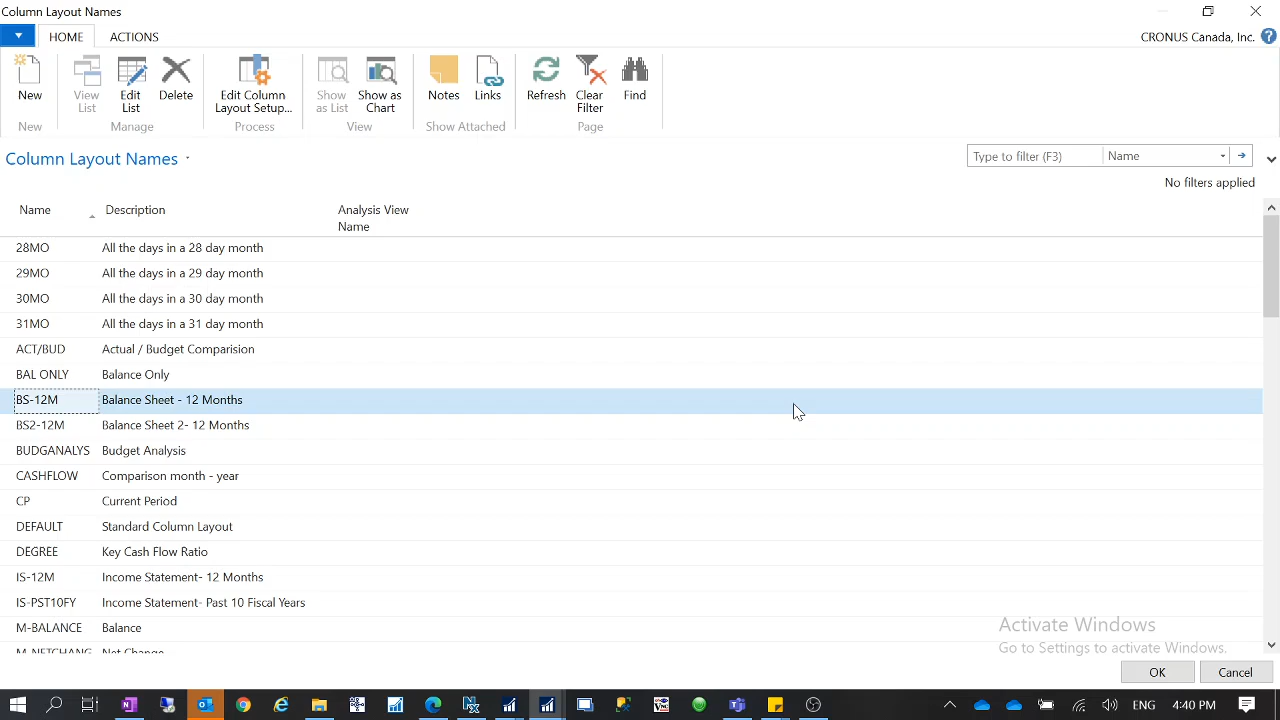 Column Layout Names
HOME
ACTIONS
CRONUS Canada, Inc.
New
View List
Edit List
Delete
Edit Column Layout Setup...
Show as List
Show as Chart
Notes
Links
Refresh
Clear Filter
Find
New
Manage
Process
View
Show Attached
Page
Column Layout Names
Type to filter (F3)
Name
No filters applied
Name
Description
Analysis View Name
28MO All the days in a 28 day month
29MO All the days in a 29 day month
30MO All the days in a 30 day month
31MO All the days in a 31 day month
ACT/BUD Actual / Budget Comparision
BAL ONLY Balance Only
BS-12M Balance Sheet - 12 Months
BS2-12M Balance Sheet 2- 12 Months
BUDGANALYS Budget Analysis
CASHFLOW Comparison month - year
CP Current Period
DEFAULT Standard Column Layout
DEGREE Key Cash Flow Ratio
IS-12M Income Statement- 12 Months
IS-PST10FY Income Statement- Past 10 Fiscal Years
M-BALANCE Balance
M-NETCHANG Net Change
Activate Windows
Go to Settings to activate Windows.
OK
Cancel
ENG
4:40 PM